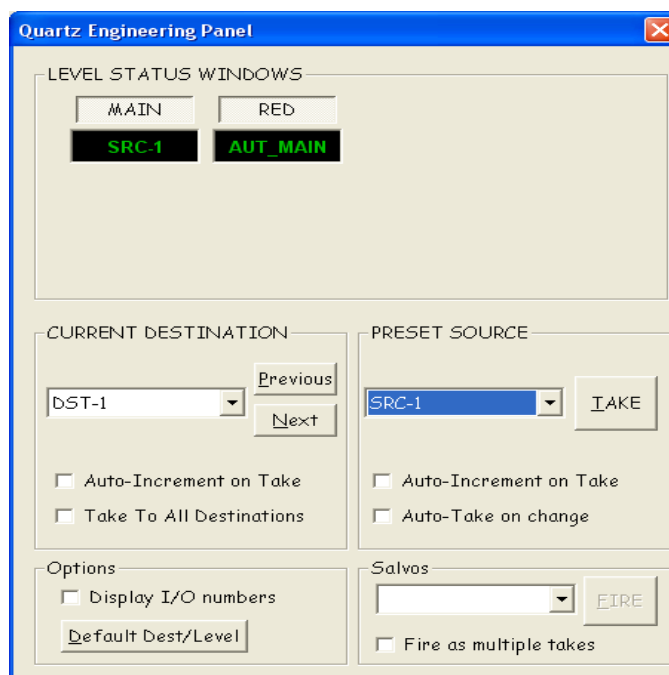 Quartz Engineering Panel
LEVEL STATUS WINDOWS
MAIN RED
SRC-1 AUT_MAIN
CURRENT DESTINATION
DST-1
Previous
Next
Auto-Increment on Take
Take To All Destinations
PRESET SOURCE
SRC-1
TAKE
Auto-Increment on Take
Auto-Take on change
Options
Display I/O numbers
Default Dest/Level
Salvos
FIRE
Fire as multiple takes